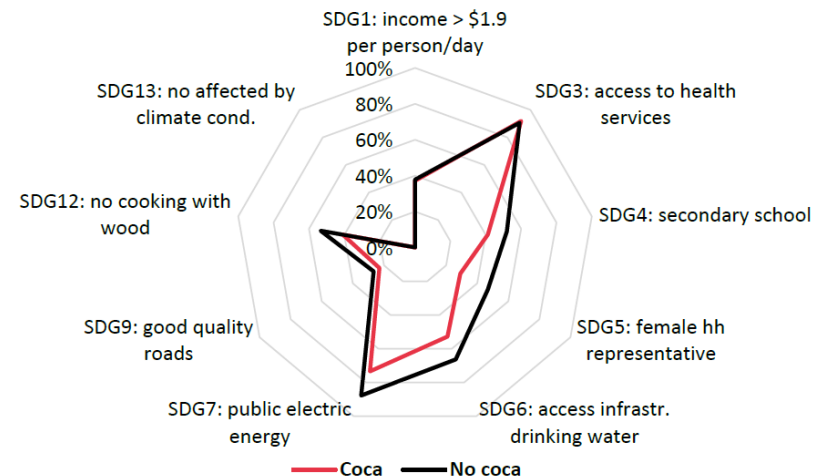 SDG1: income > $1.9
per person/day
100%
80%
60%
40%
20%
0%
SDG3: access to health
services
SDG4: secondary school
SDG5: female hh
representative
SDG6: access infrastr.
drinking water
SDG7: public electric
energy
SDG9: good quality
roads
SDG12: no cooking with
wood
SDG13: no affected by
climate cond.
Coca
No coca